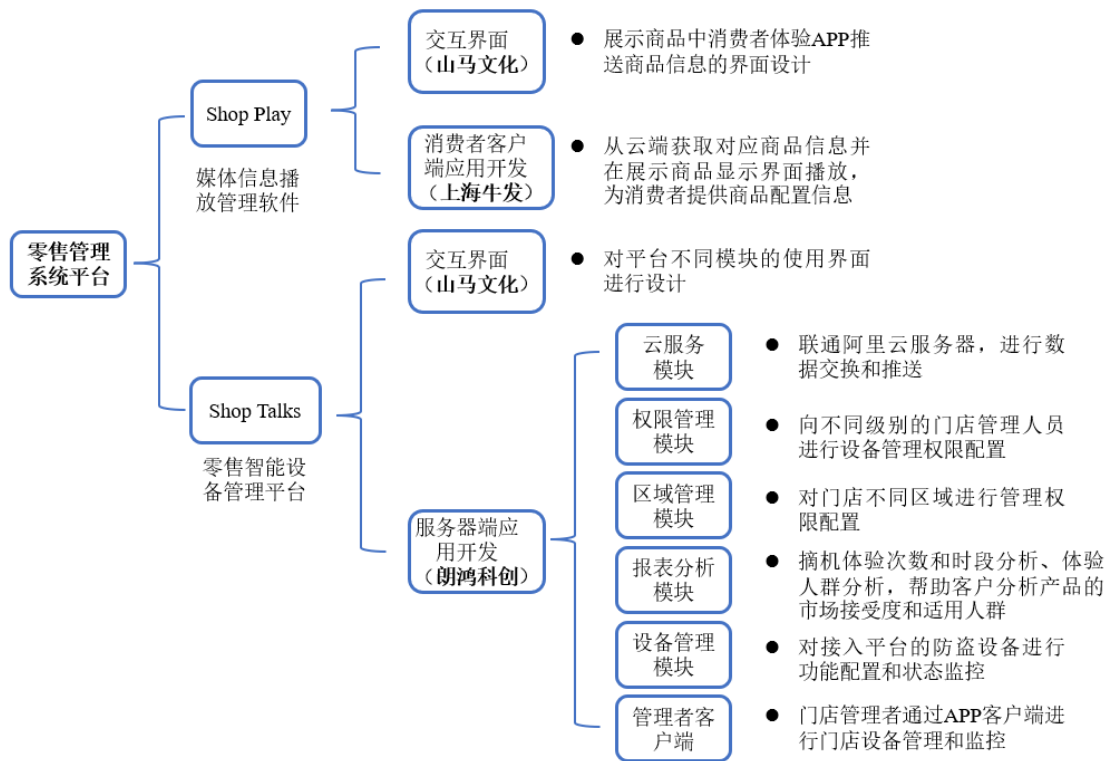 零售管理
系统平台
Shop Play
媒体信息播
放管理软件
交互界面
（山马文化）
● 展示商品中消费者体验APP推
送商品信息的界面设计
消费者客户
端应用开发
（上海牛发）
● 从云端获取对应商品信息并
在展示商品显示界面播放，
为消费者提供商品配置信息
Shop Talks
零售智能设
备管理平台
交互界面
（山马文化）
● 对平台不同模块的使用界面
进行设计
服务器端应
用开发
（朗鸿科创）
云服务
模块
● 联通阿里云服务器，进行数
据交换和推送
权限管理
模块
● 向不同级别的门店管理人员
进行设备管理权限配置
区域管理
模块
● 对门店不同区域进行管理权
限配置
报表分析
模块
● 摘机体验次数和时段分析、体验
人群分析，帮助客户分析产品的
市场接受度和适用人群
设备管理
模块
● 对接入平台的防盗设备进行
功能配置和状态监控
管理者客
户端
● 门店管理者通过APP客户端进
行门店设备管理和监控